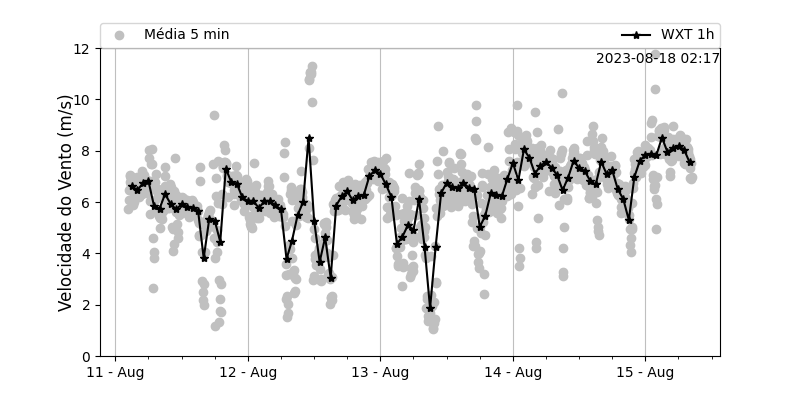 Média 5 min
WXT 1h
2023-08-18 02:17
Velocidade do Vento (m/s)
12
10
8
6
4
2
0
11 - Aug
12 - Aug
13 - Aug
14 - Aug
15 - Aug